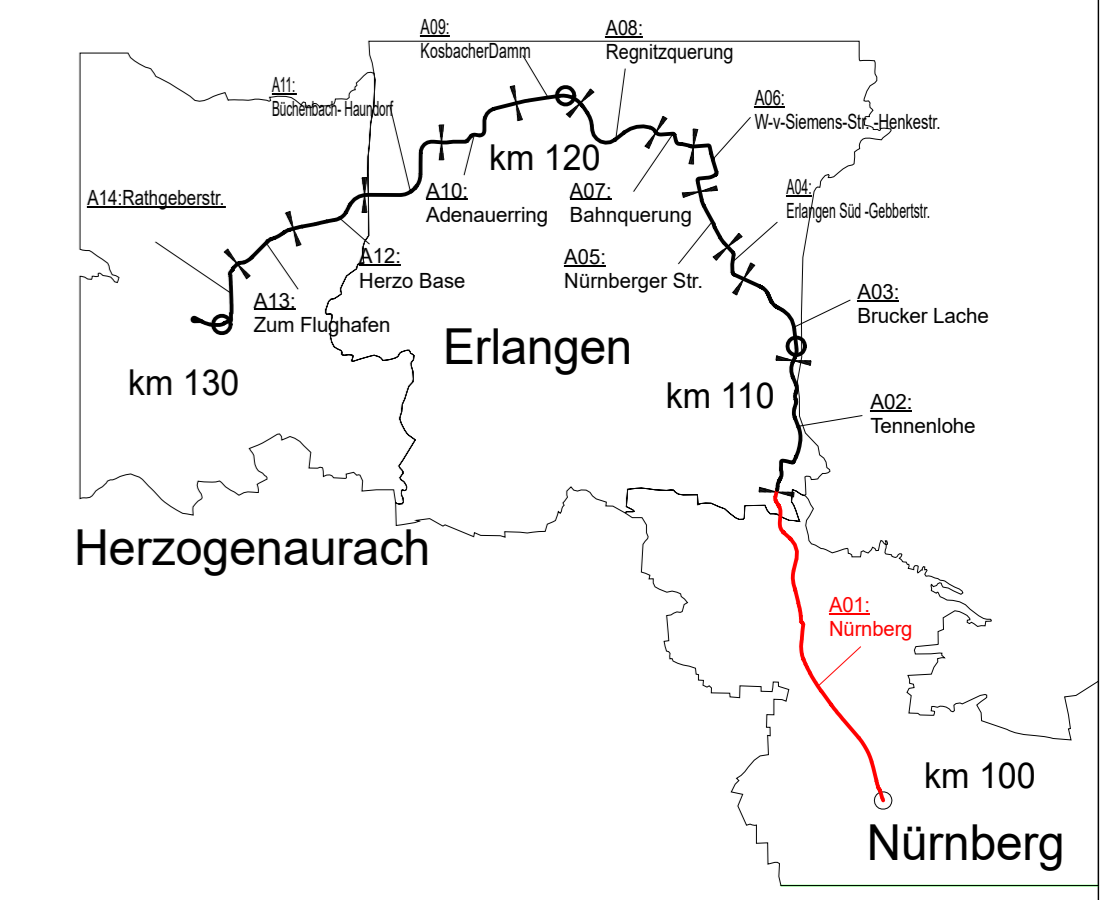 A09:
KosbacherDamm
A08:
Regnitzquerung
A11:
Büchenbach- Haundorf
A06:
W-v-Siemens-Str. -Henkestr.
km 120
A14:Rathgeberstr.
A10:
Adenauerring
A07:
Bahnquerung
A04:
Erlangen Süd -Gebbertstr.
A12:
Herzo Base
A05:
Nürnberger Str.
A13:
Zum Flughafen
A03:
Brucker Lache
Erlangen
km 130
km 110
A02:
Tennenlohe
Herzogenaurach
A01:
Nürnberg
km 100
Nürnberg